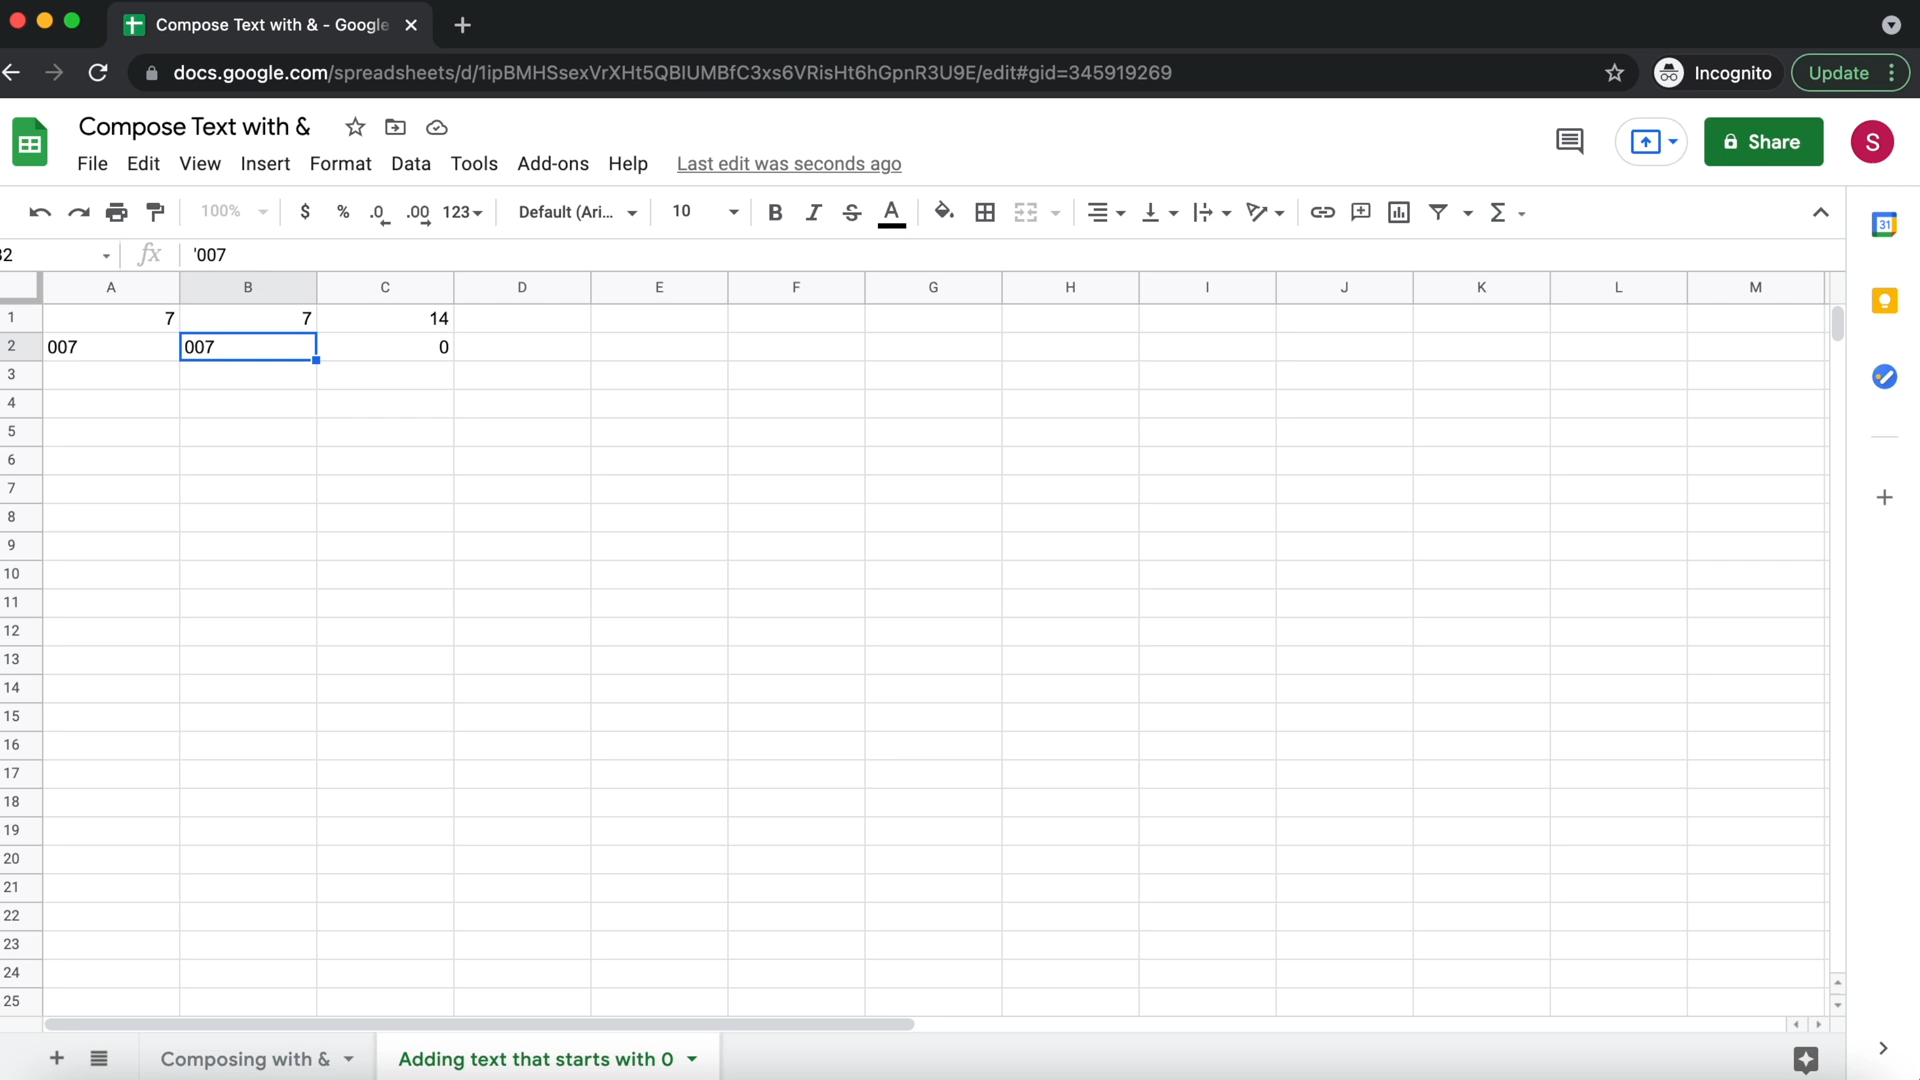 Compose Text with & - Google
docs.google.com/spreadsheets/d/1ipBMHSsexVrXHt5QBIUMBfC3xs6VRisHt6hGpnR3U9E/edit#gid=345919269
Incognito
Update
Compose Text with &
File Edit View Insert Format Data Tools Add-ons Help Last edit was seconds ago
Share
S
100% $ % .0 .00 123 Default (Ari... 10 B I S A Σ
32 fx '007
A B C D E F G H I J K L M
1 7 7 14
2 007 007 0
3
4
5
6
7
8
9
10
11
12
13
14
15
16
17
18
19
20
21
22
23
24
25
31
Composing with & Adding text that starts with 0